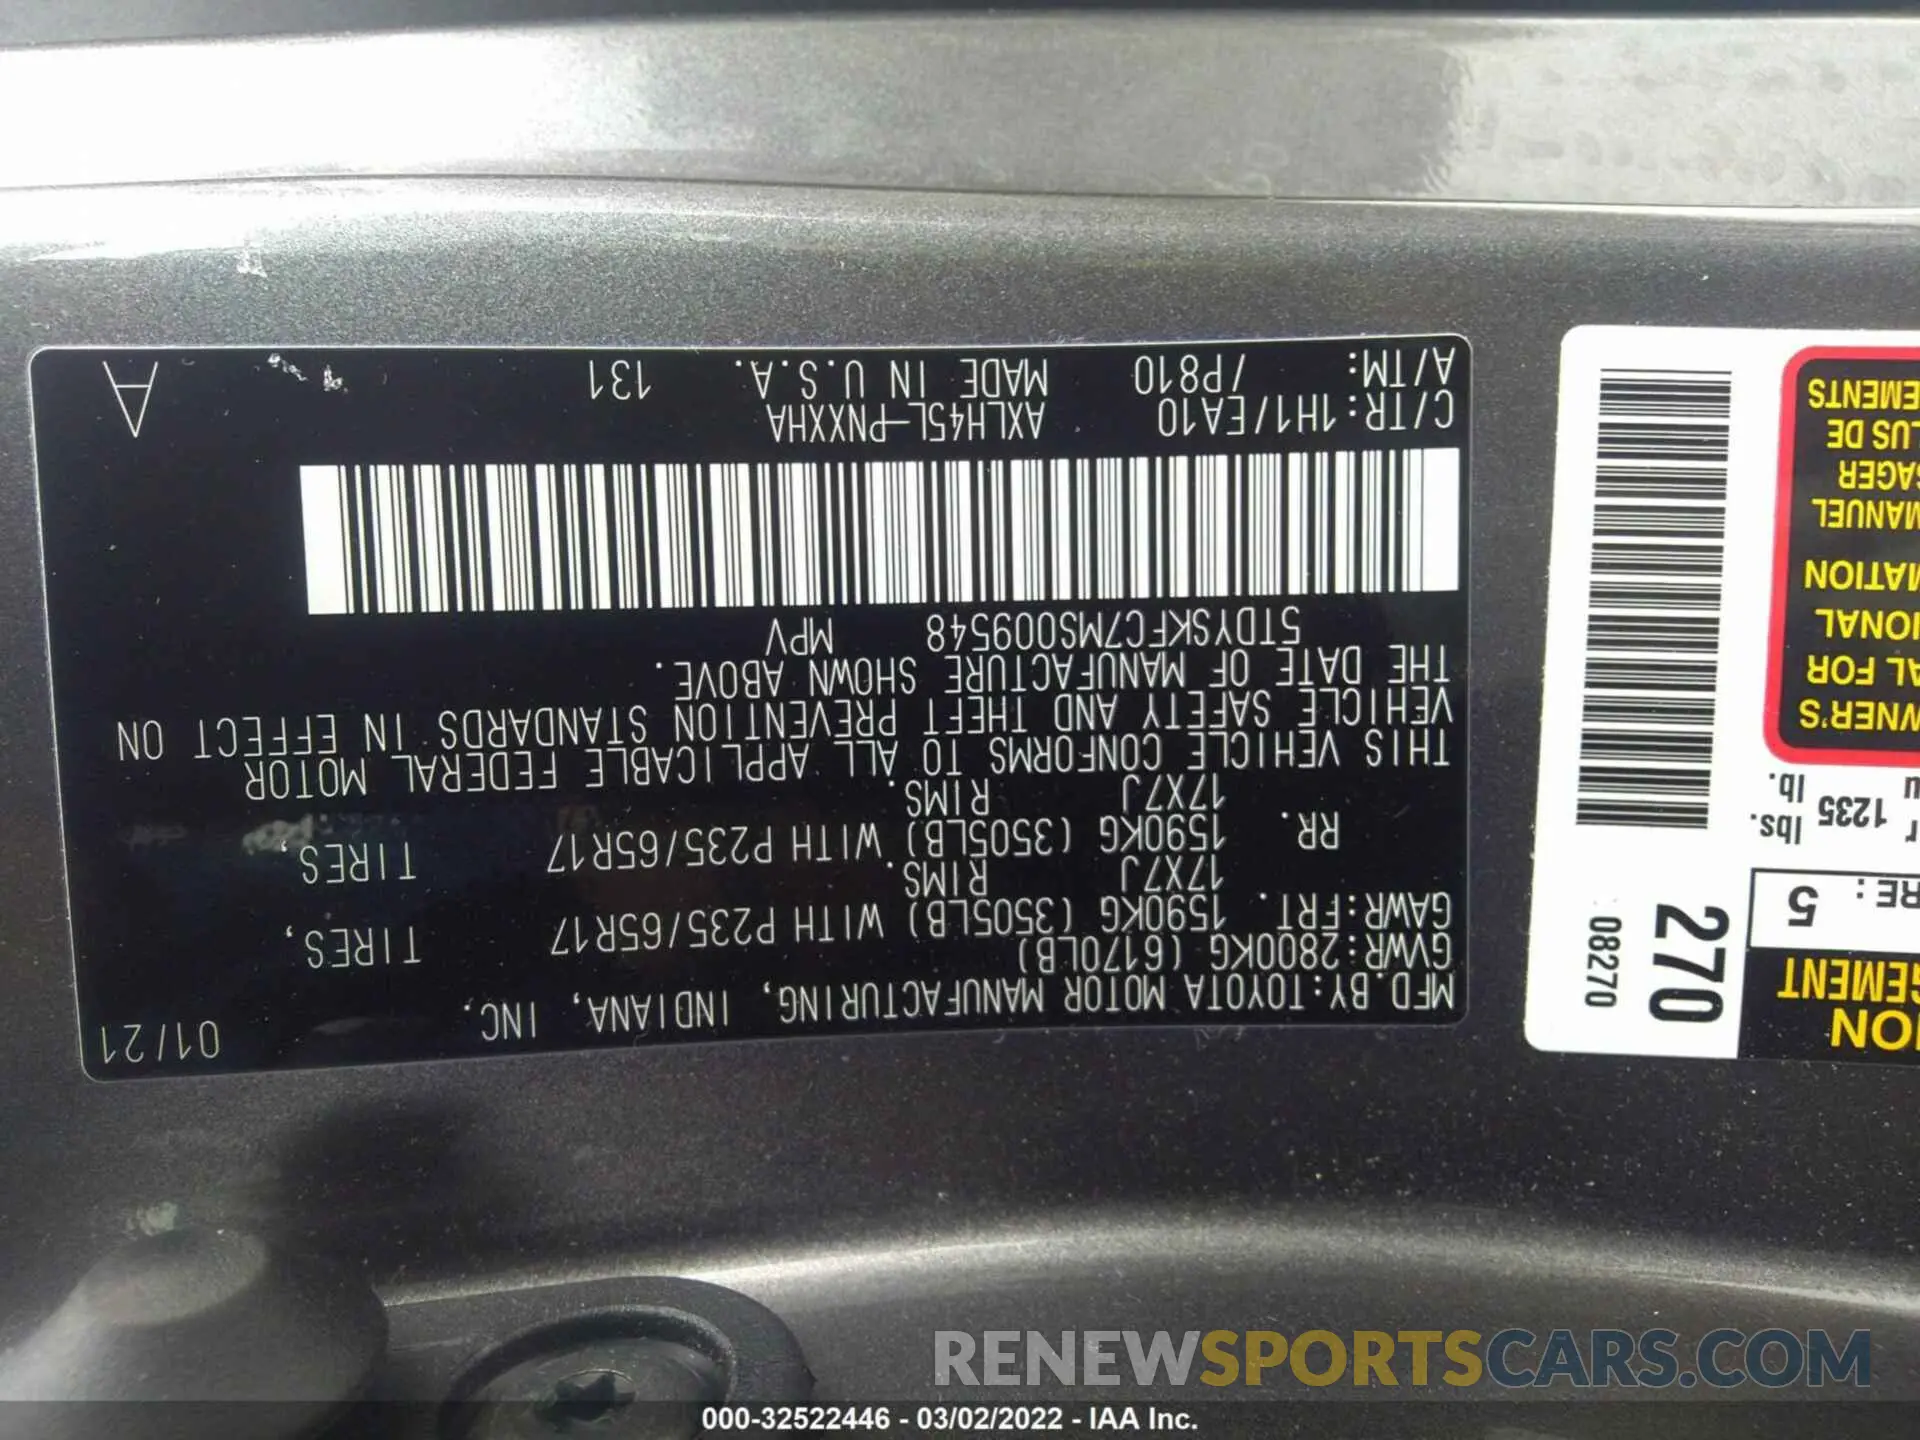 MFD.BY:TOYOTA MOTOR MANUFACTURING, INDIANA, INC. 01/21
GVWR:2800KG(6170LB)
GAWR:FRT. 1590KG (3505LB) WITH P235/65R17 TIRES,
17X7J RIMS.
RR. 1590KG (3505LB) WITH P235/65R17 TIRES,
17X7J RIMS.
THIS VEHICLE CONFORMS TO ALL APPLICABLE FEDERAL MOTOR
VEHICLE SAFETY AND THEFT PREVENTION STANDARDS IN EFFECT ON
THE DATE OF MANUFACTURE SHOWN ABOVE.
5TDYSKFC7MS009548 MPV
C/TR:1H1/EA10 AXLH45L-PNXXHA
A/TM: /P810 MADE IN U.S.A. 131 A
ION
GEMENT
RE: 5
270
08270
r 1235 lbs.
u lb.
WNER'S
AL FOR
IONAL
MATION
MANUEL
SAGER
LUS DE
EMENTS
RENEWSPORTSCARS.COM
000-32522446 - 03/02/2022 - IAA Inc.